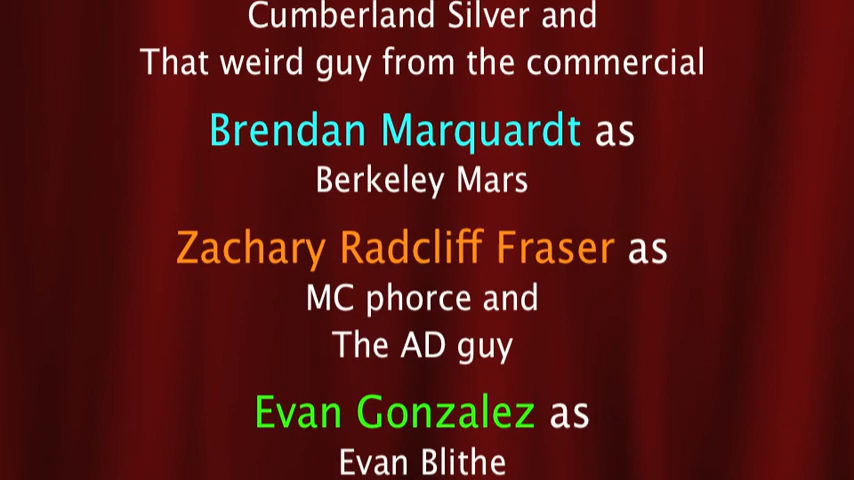 Cumberland Silver and
That weird guy from the commercial
Brendan Marquardt as
Berkeley Mars
Zachary Radcliff Fraser as
MC phorce and
The AD guy
Evan Gonzalez as
Evan Blithe